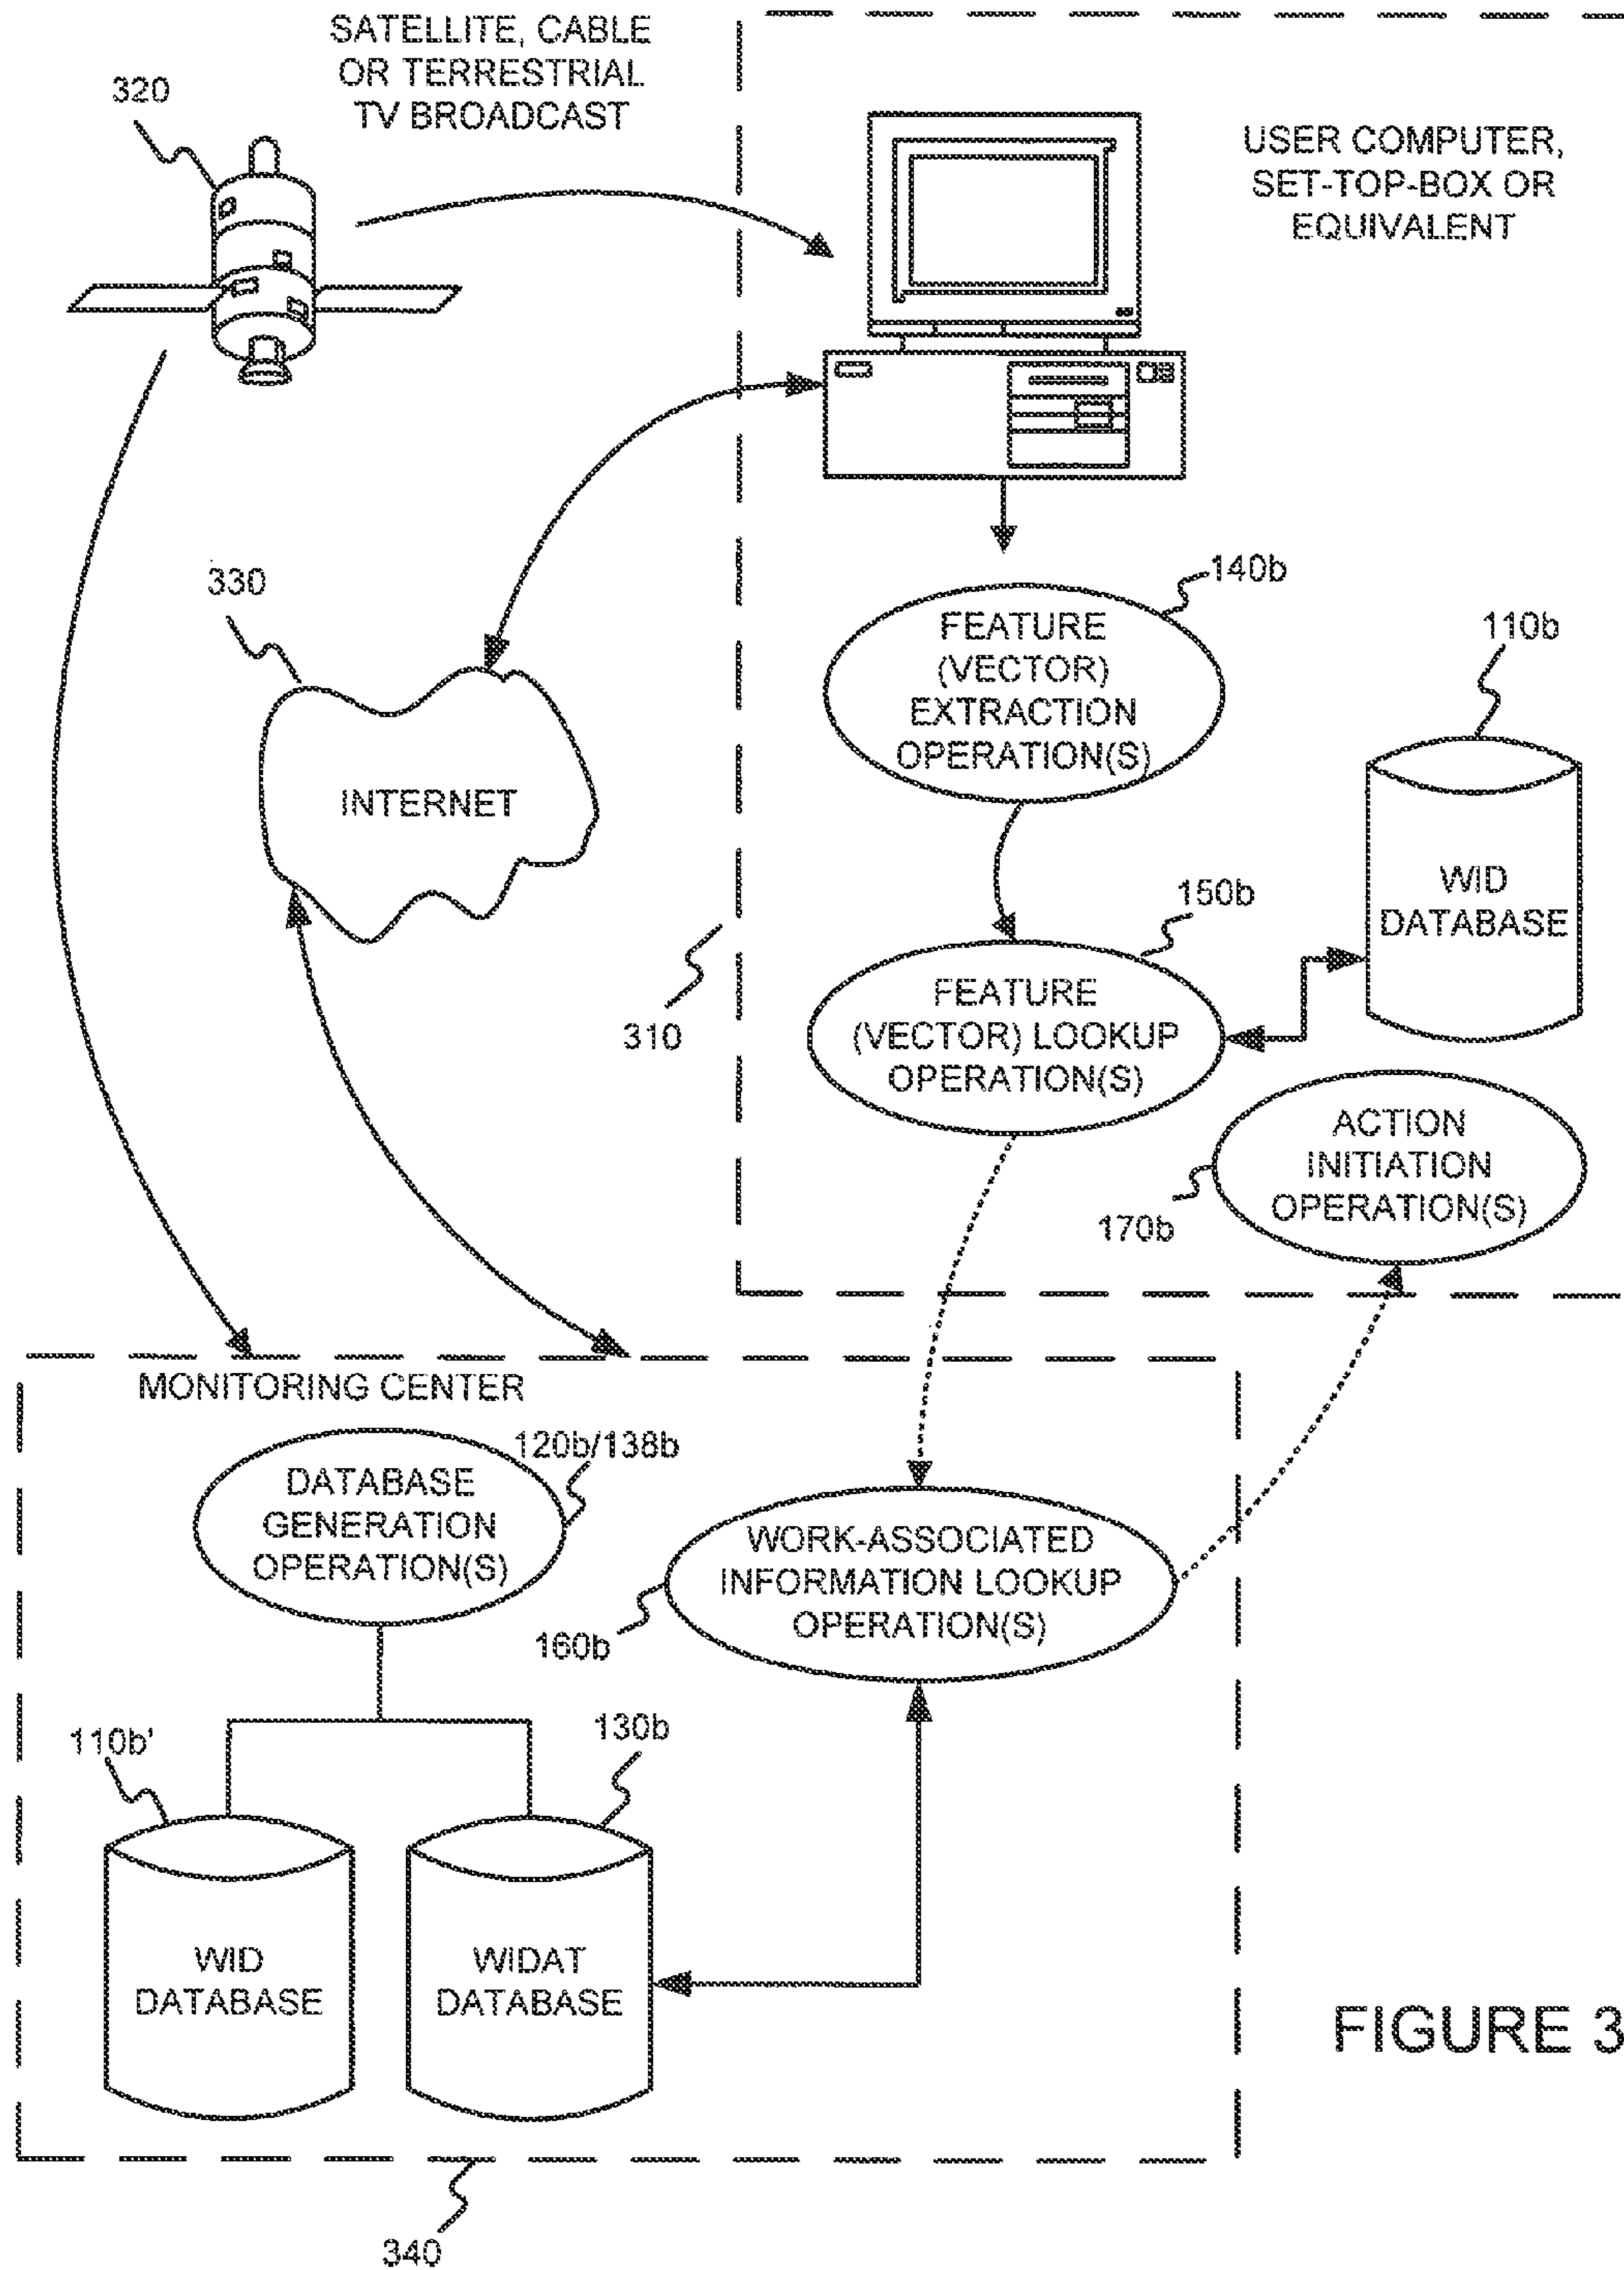 SATELLITE, CABLE
OR TERRESTRIAL
TV BROADCAST
320
USER COMPUTER,
SET-TOP-BOX OR
EQUIVALENT
330
INTERNET
140b
FEATURE
(VECTOR)
EXTRACTION
OPERATION(S)
110b
WID
DATABASE
150b
FEATURE
(VECTOR) LOOKUP
OPERATION(S)
310
ACTION
INITIATION
OPERATION(S)
170b
MONITORING CENTER
120b/138b
DATABASE
GENERATION
OPERATION(S)
WORK-ASSOCIATED
INFORMATION LOOKUP
OPERATION(S)
160b
110b'
130b
WID
DATABASE
WIDAT
DATABASE
FIGURE 3
340